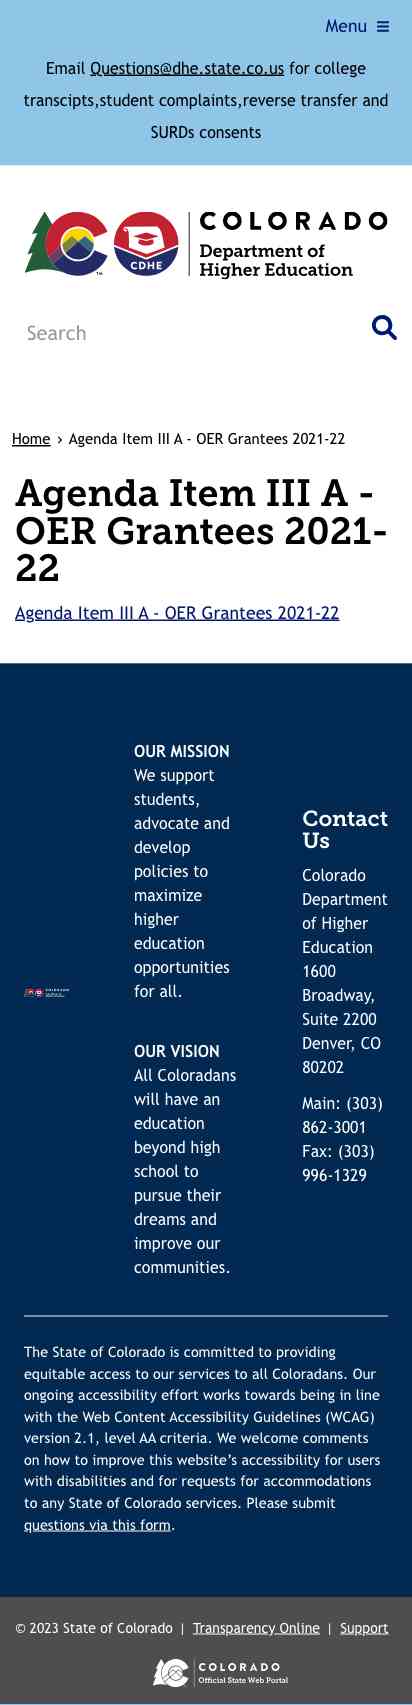 Menu
Email Questions@dhe.state.co.us for college
transcipts,student complaints,reverse transfer and
SURDs consents
COLORADO
Department of
Higher Education
CDHE
TM
Search
Home › Agenda Item III A - OER Grantees 2021-22
Agenda Item III A -
OER Grantees 2021-
22
Agenda Item III A - OER Grantees 2021-22
OUR MISSION
We support
students,
advocate and
develop
policies to
maximize
higher
education
opportunities
for all.
OUR VISION
All Coloradans
will have an
education
beyond high
school to
pursue their
dreams and
improve our
communities.
Contact
Us
Colorado
Department
of Higher
Education
1600
Broadway,
Suite 2200
Denver, CO
80202
Main: (303)
862-3001
Fax: (303)
996-1329
The State of Colorado is committed to providing
equitable access to our services to all Coloradans. Our
ongoing accessibility effort works towards being in line
with the Web Content Accessibility Guidelines (WCAG)
version 2.1, level AA criteria. We welcome comments
on how to improve this website's accessibility for users
with disabilities and for requests for accommodations
to any State of Colorado services. Please submit
questions via this form.
© 2023 State of Colorado | Transparency Online | Support
COLORADO
Official State Web Portal